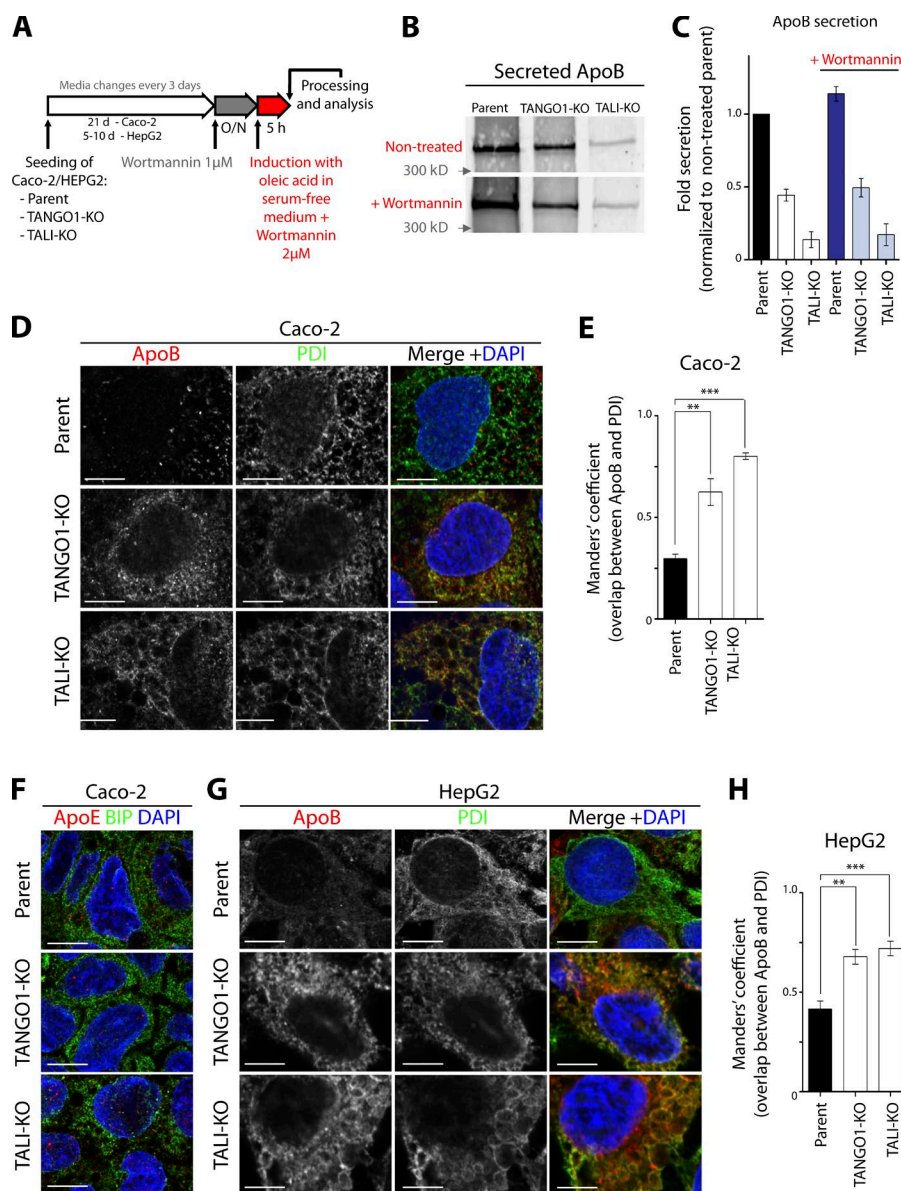 A
Media changes every 3 days
21 d - Caco-2
5-10 d - HepG2
O/N
5 h
Processing
and analysis
Seeding of
Caco-2/HEPG2:
- Parent
- TANGO1-KO
- TALI-KO
Wortmannin 1μM
Induction with
oleic acid in
serum-free
medium +
Wortmannin
2μM
B
Secreted ApoB
Parent TANGO1-KO TALI-KO
Non-treated
300 kD
+ Wortmannin
300 kD
C
ApoB secretion
+ Wortmannin
Fold secretion
(normalized to non-treated parent)
1.0
0.5
0
Parent
TANGO1-KO
TALI-KO
Parent
TANGO1-KO
TALI-KO
D
Caco-2
ApoB PDI Merge +DAPI
Parent
TANGO1-KO
TALI-KO
E
Caco-2
***
**
Manders' coefficient
(overlap between ApoB and PDI)
1.0
0.5
0
Parent
TANGO1-KO
TALI-KO
F
Caco-2
ApoE BIP DAPI
Parent
TANGO1-KO
TALI-KO
G
HepG2
ApoB PDI Merge +DAPI
Parent
TANGO1-KO
TALI-KO
H
HepG2
***
**
Manders' coefficient
(overlap between ApoB and PDI)
1.0
0.5
0
Parent
TANGO1-KO
TALI-KO